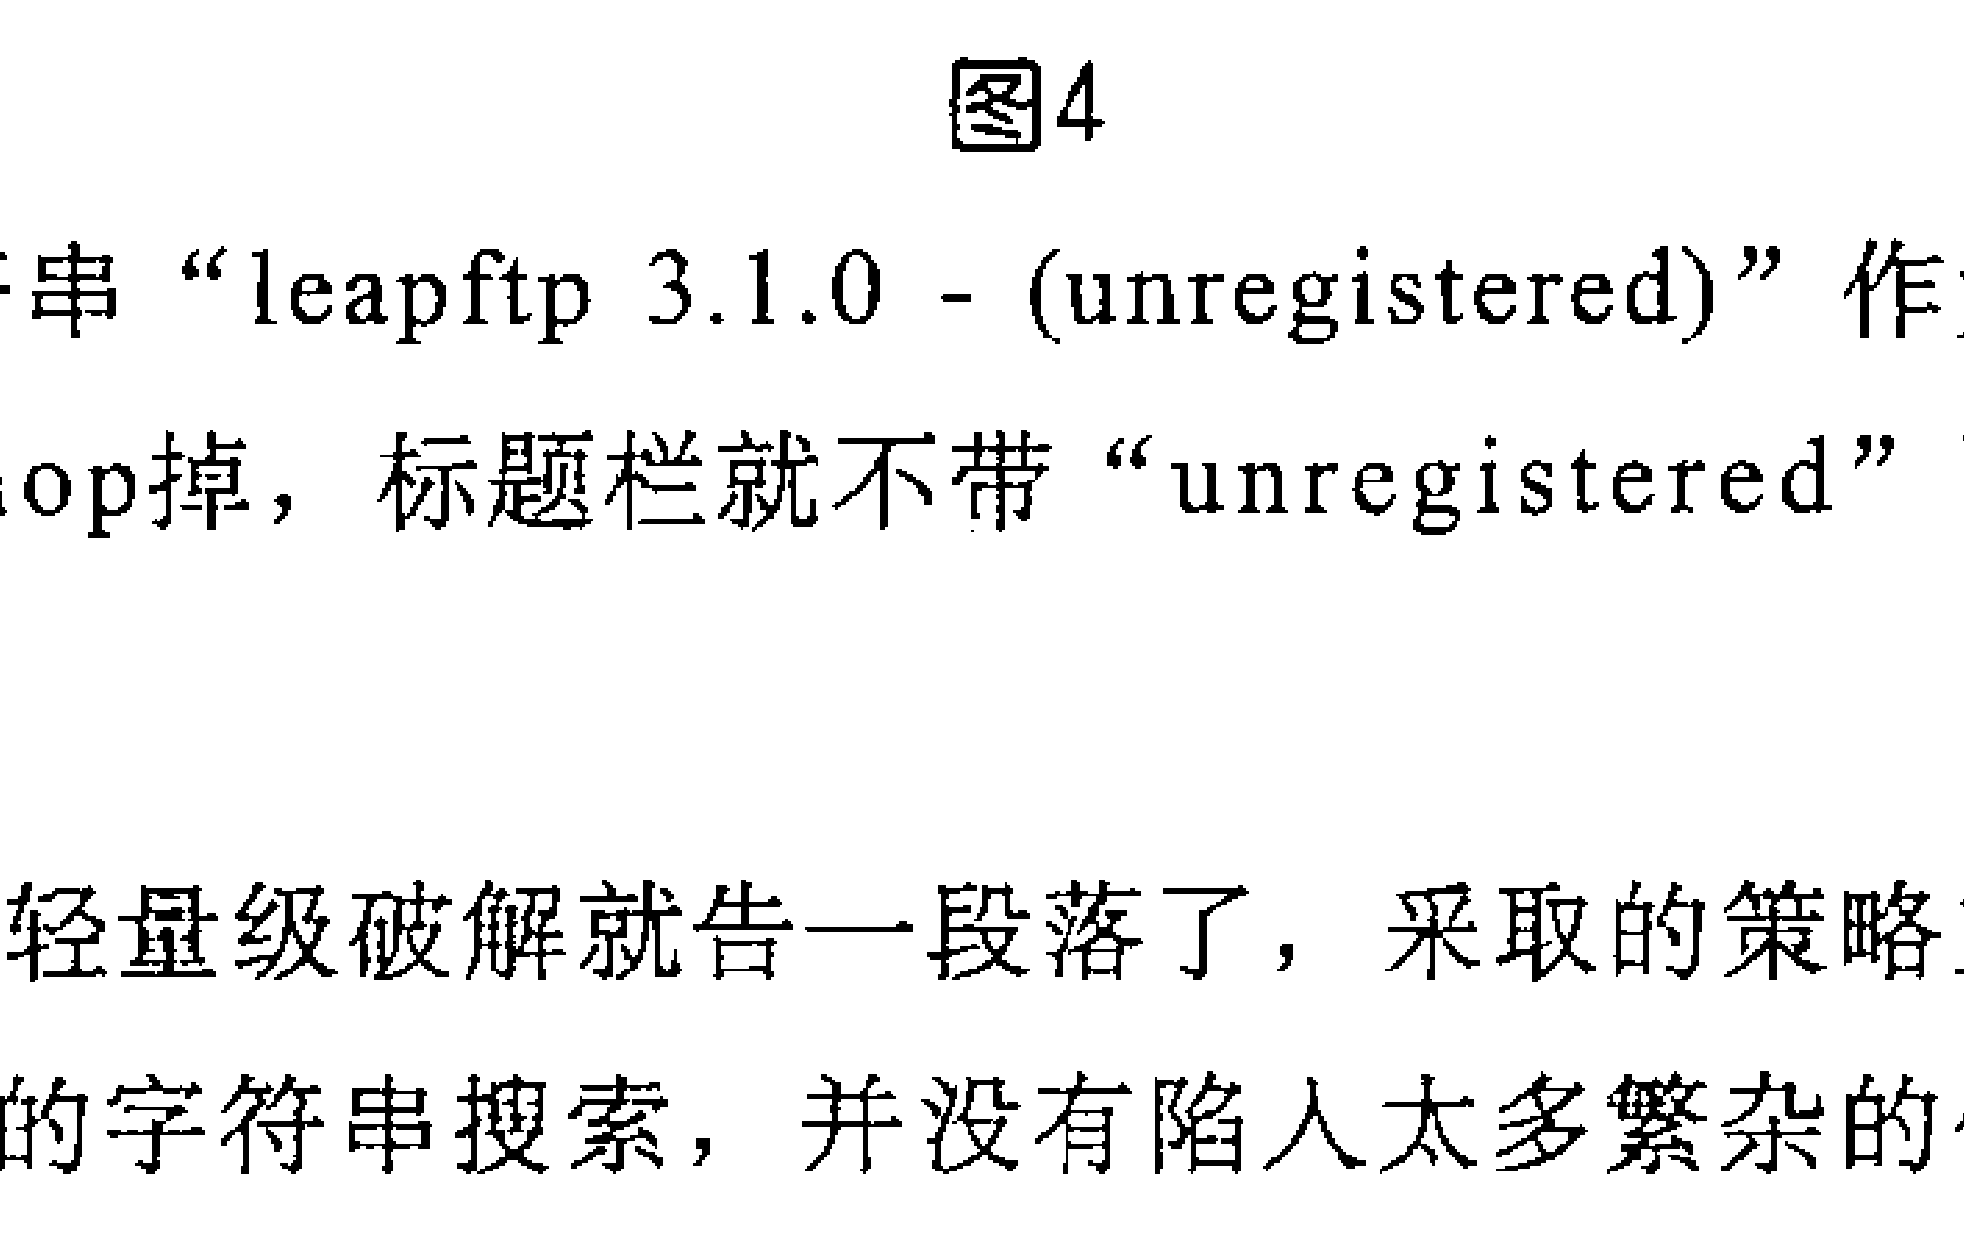 图4
串“leapftp 3.1.0 - (unregistered)”作
op掉，标题栏就不带“unregistered”
轻量级破解就告一段落了，采取的策略
的字符串搜索，并没有陷入太多繁杂的